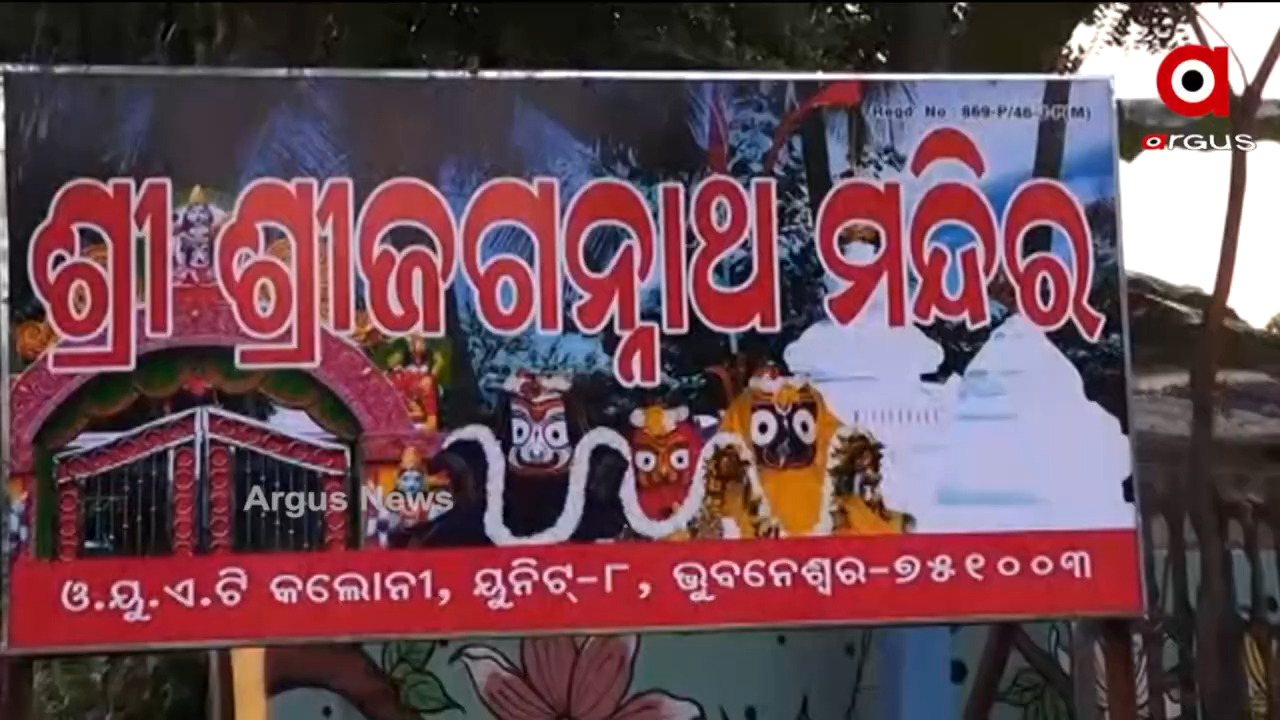 Regd. No : 869-P/46-
ଶ୍ରୀ ଶ୍ରୀଜଗନ୍ନାଥ ମନ୍ଦିର
ଓ.ୟୁ.ଏ.ଟି କଲୋନୀ, ୟୁନିଟ୍-୮, ଭୁବନେଶ୍ୱର-୭୫୧୦୦୩
argus
Argus News